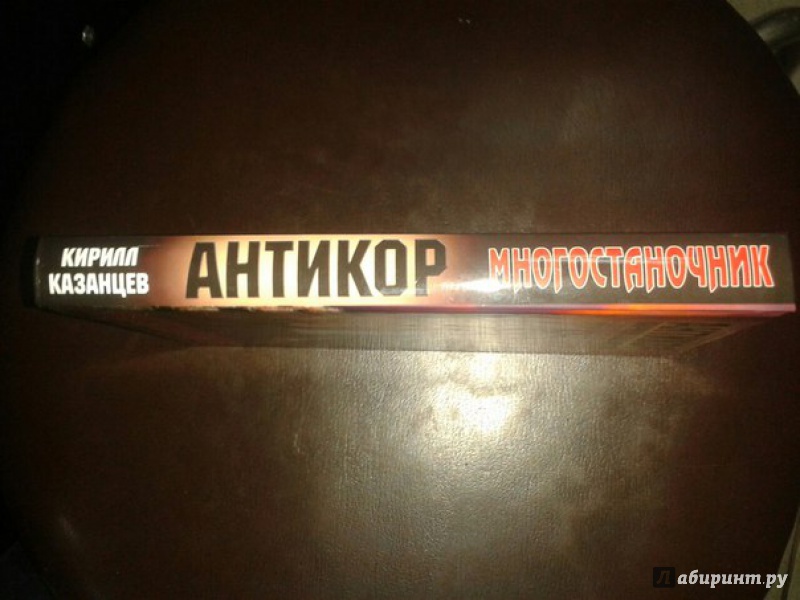 КИРИЛЛ
КАЗАНЦЕВ
АНТИКОР
МНОГОСТАНОЧНИК
Лабиринт.ру